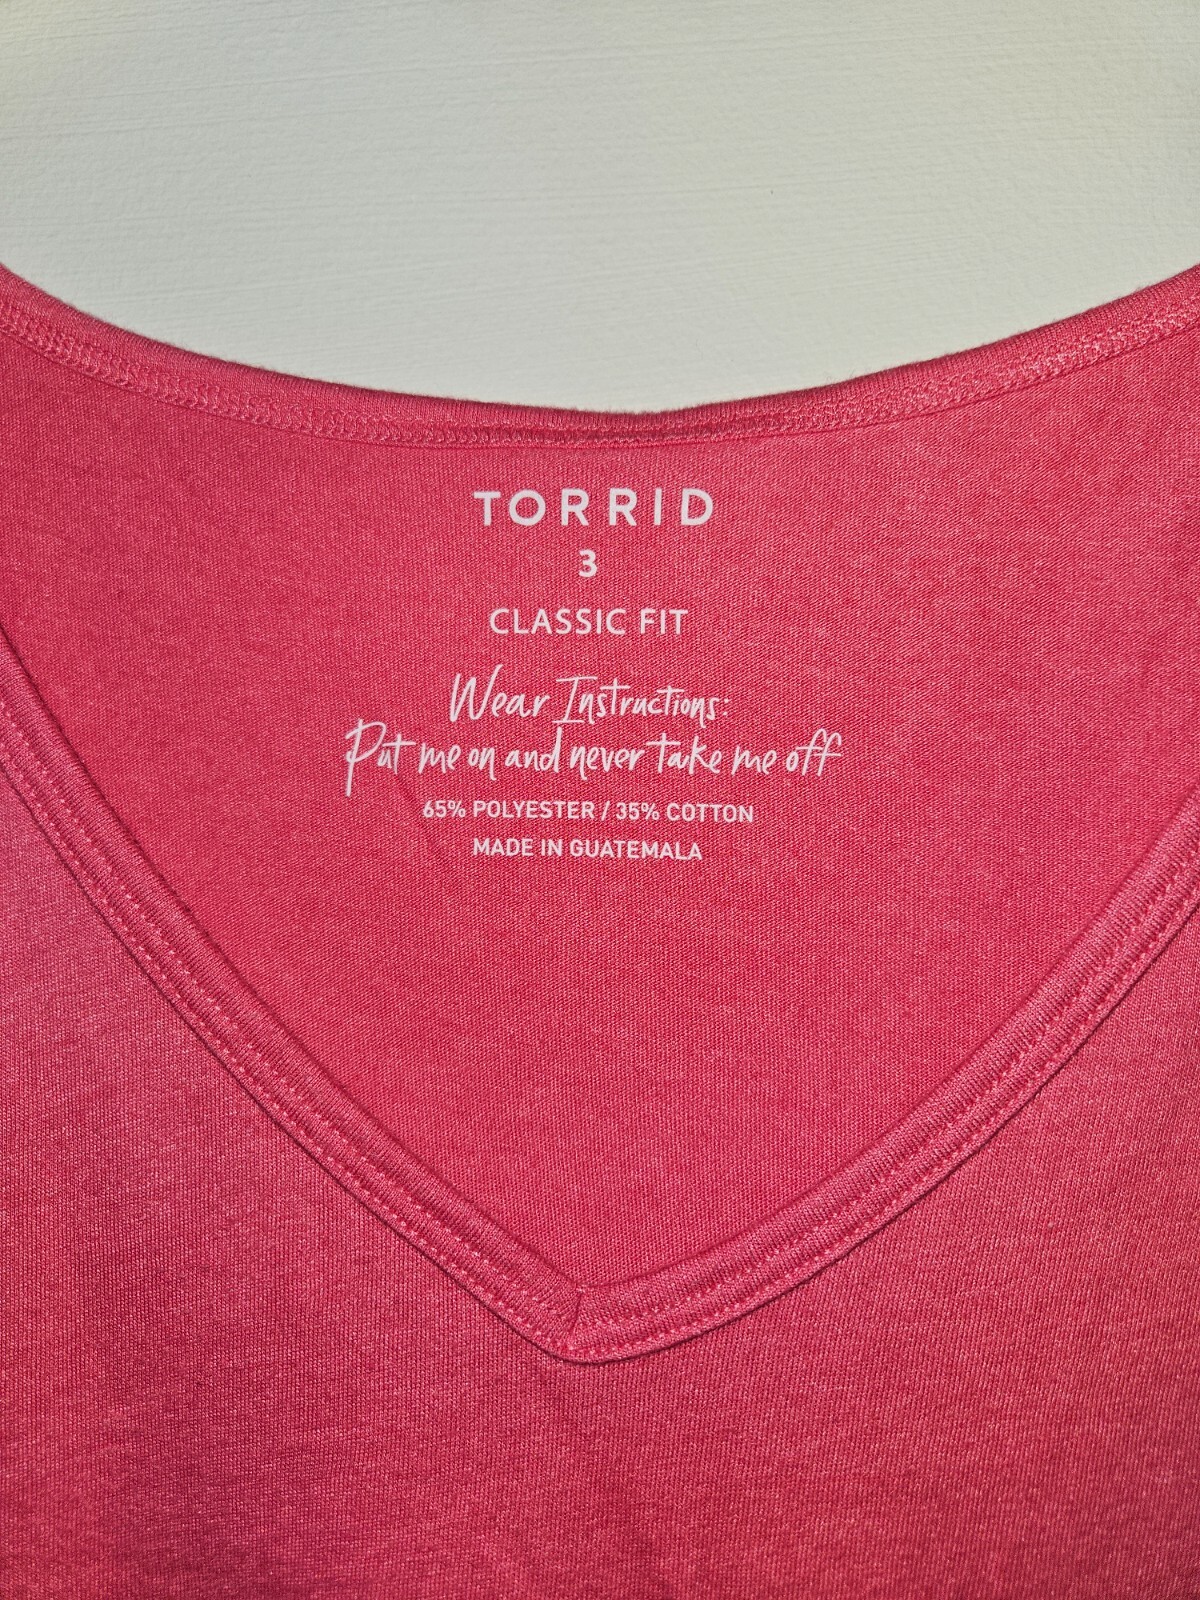 TORRID
3
CLASSIC FIT
Wear Instructions:
Put me on and never take me off
65% POLYESTER / 35% COTTON
MADE IN GUATEMALA